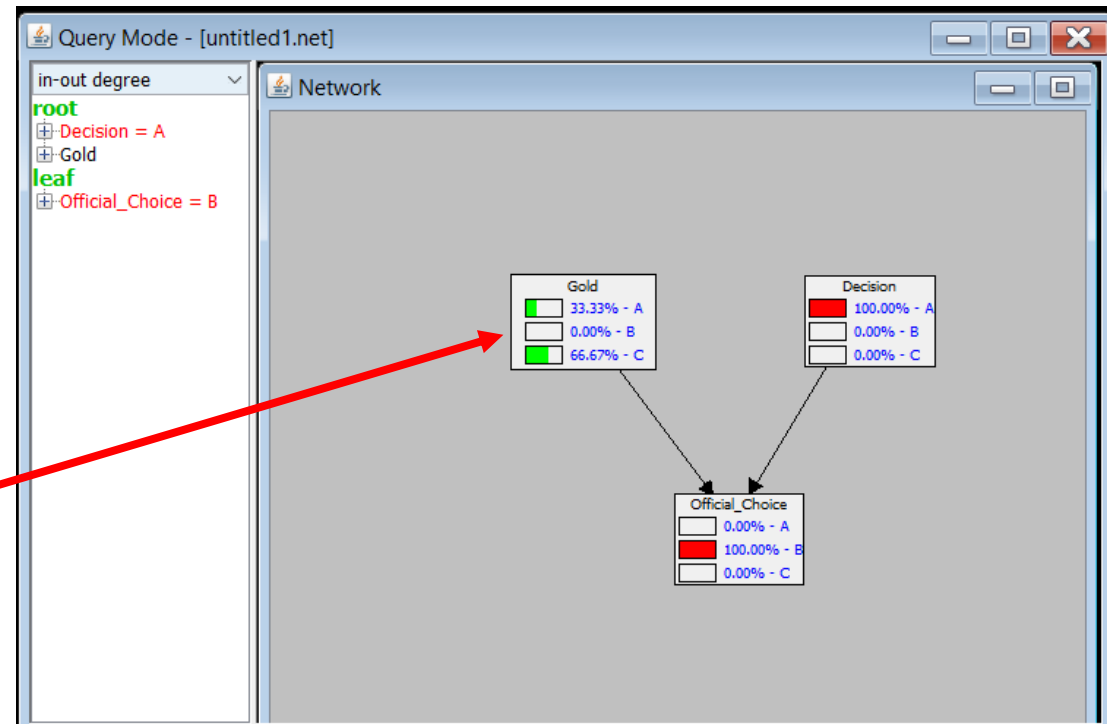 Query Mode - [untitled1.net]
in-out degree
root
Decision = A
Gold
leaf
Official_Choice = B
Network
Gold
33.33% - A
0.00% - B
66.67% - C
Decision
100.00% - A
0.00% - B
0.00% - C
Official_Choice
0.00% - A
100.00% - B
0.00% - C